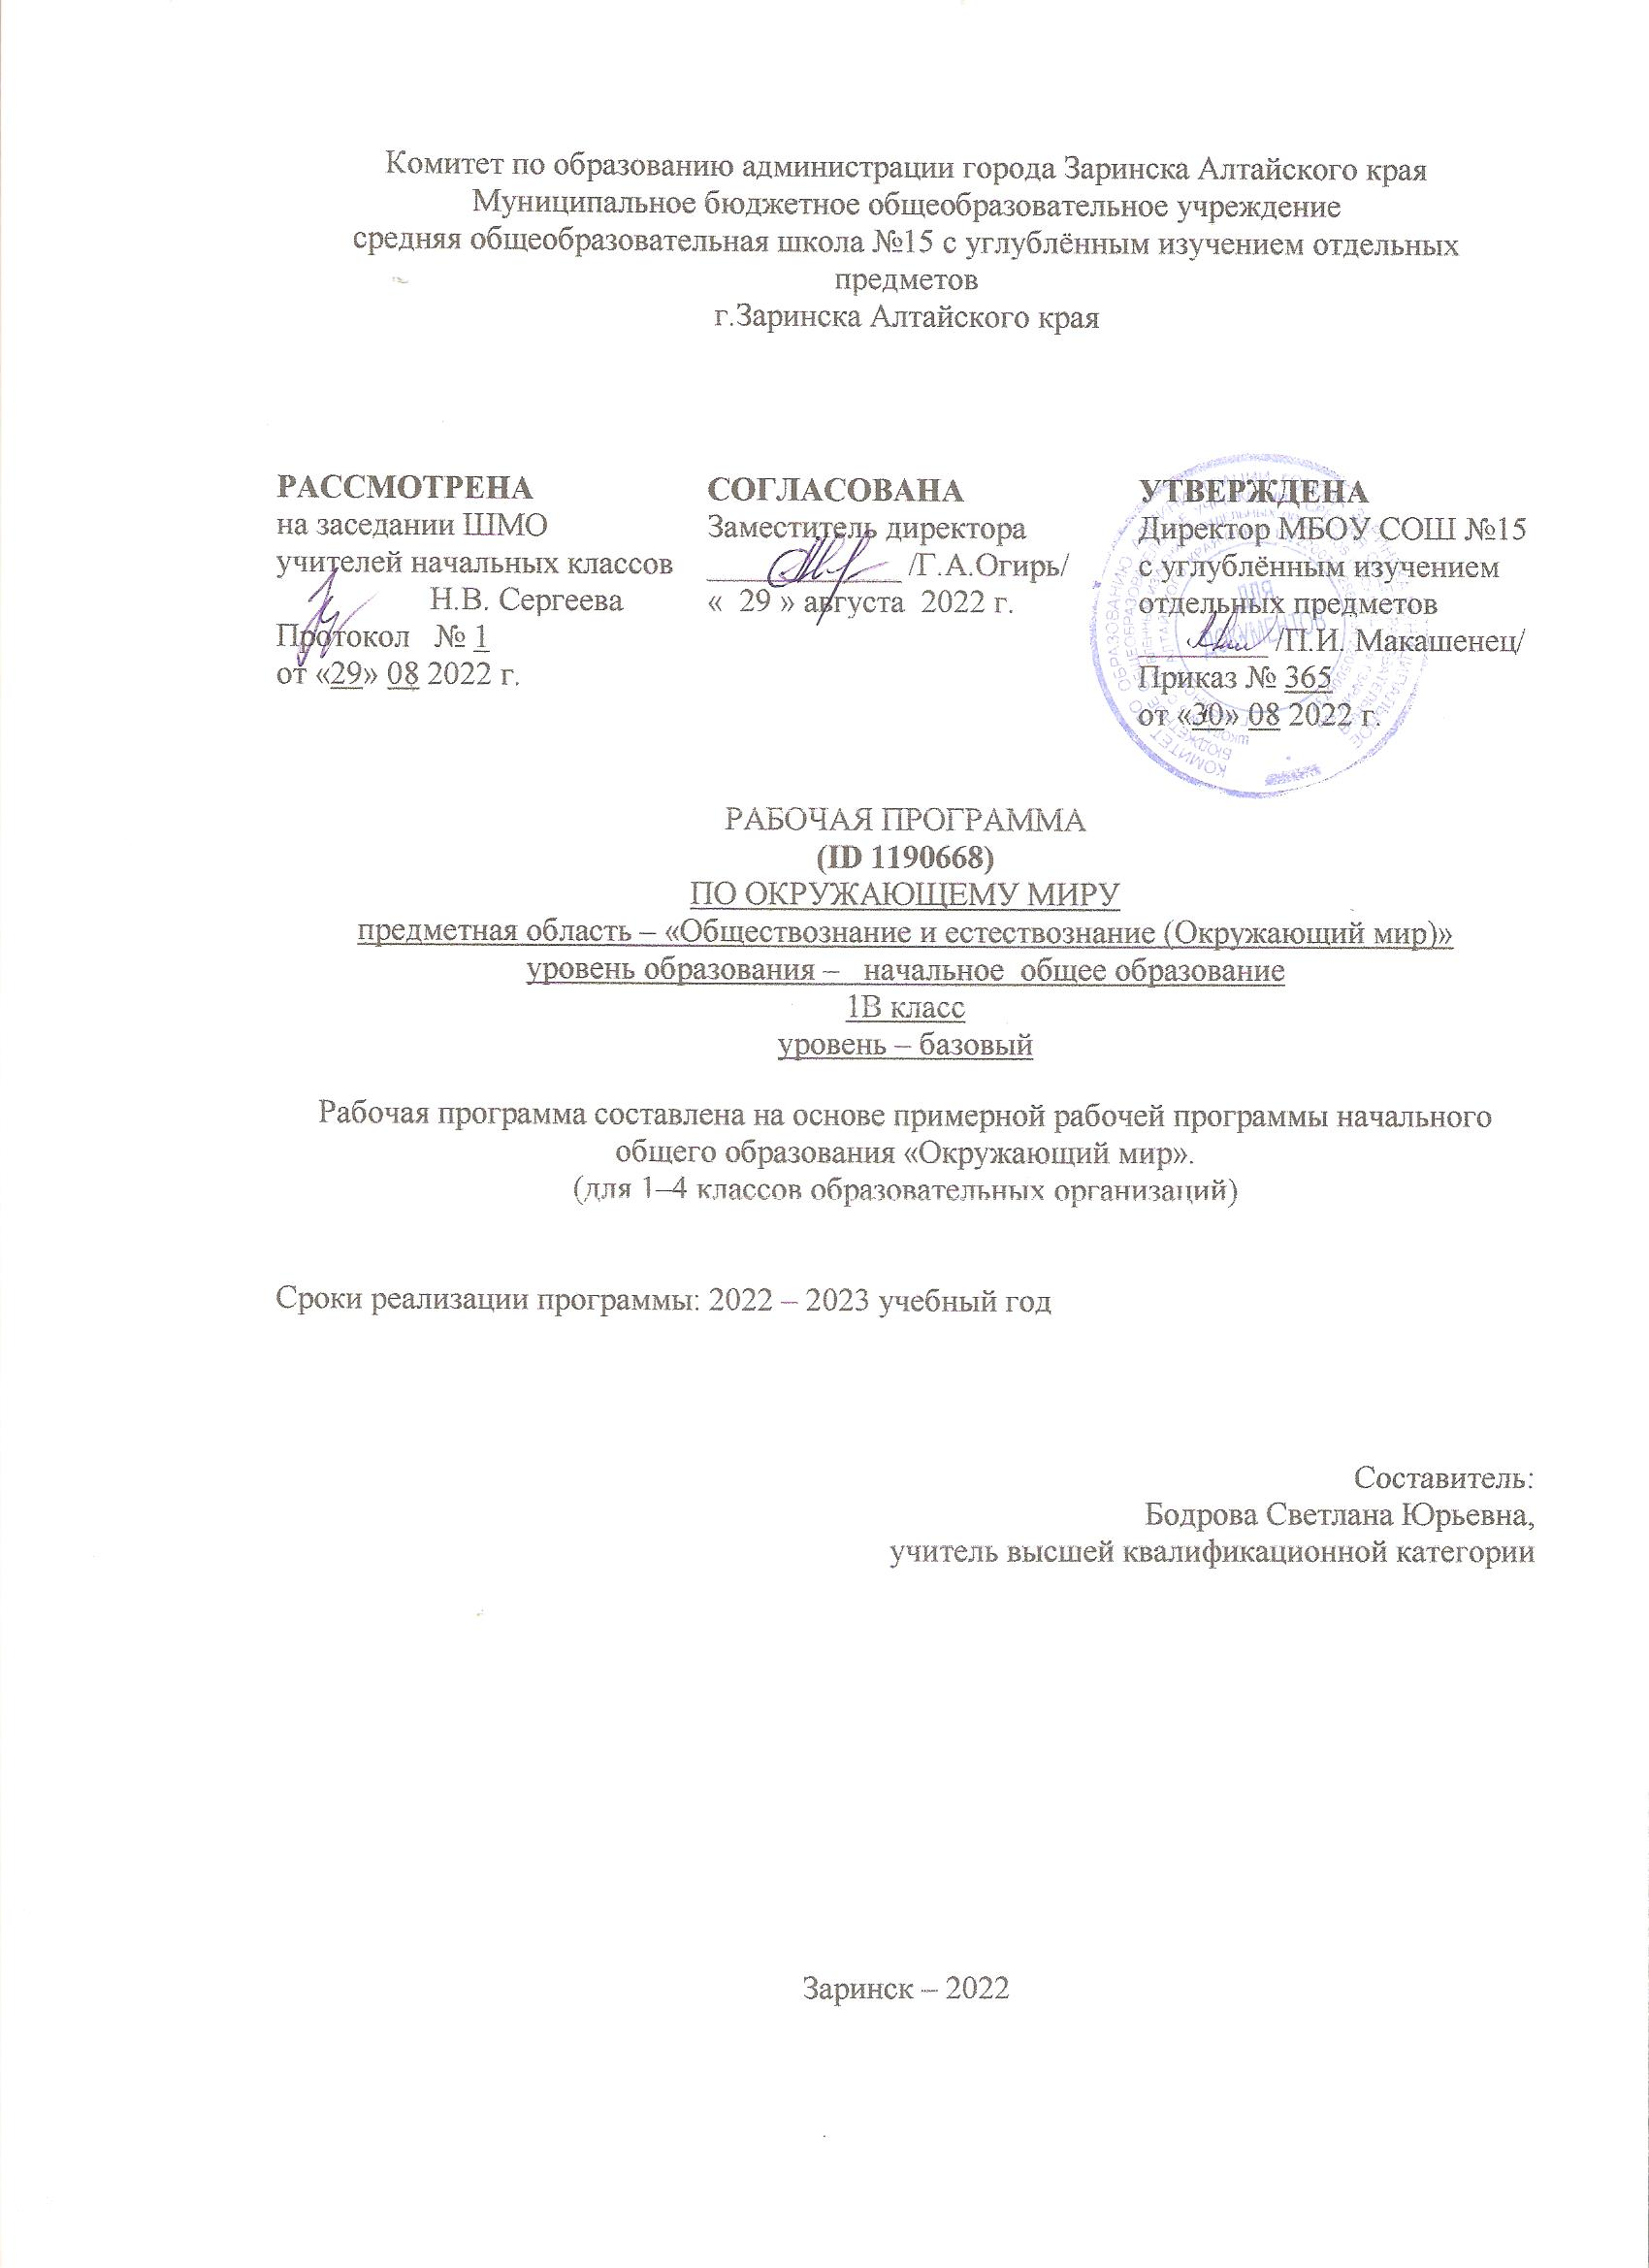 Комитет по образованию администрации города Заринска Алтайского края
Муниципальное бюджетное общеобразовательное учреждение
средняя общеобразовательная школа №15 с углублённым изучением отдельных
предметов
г.Заринска Алтайского края
РАССМОТРЕНА
на заседании ШМО
учителей начальных классов
Н.В. Сергеева
Протокол № 1
от «29» 08 2022 г.
СОГЛАСОВАНА
Заместитель директора
/Г.А.Огирь/
« 29 » августа 2022 г.
УТВЕРЖДЕНА
Директор МБОУ СОШ №15
с углублённым изучением
отдельных предметов
/П.И. Макашенец/
Приказ № 365
от «30» 08 2022 г.
ДЛЯ
ДОКУМЕНТОВ
РАБОЧАЯ ПРОГРАММА
(ID 1190668)
ПО ОКРУЖАЮЩЕМУ МИРУ
предметная область – «Обществознание и естествознание (Окружающий мир)»
уровень образования – начальное общее образование
1В класс
уровень – базовый
Рабочая программа составлена на основе примерной рабочей программы начального
общего образования «Окружающий мир».
(для 1–4 классов образовательных организаций)
Сроки реализации программы: 2022 – 2023 учебный год
Составитель:
Бодрова Светлана Юрьевна,
учитель высшей квалификационной категории
Заринск – 2022